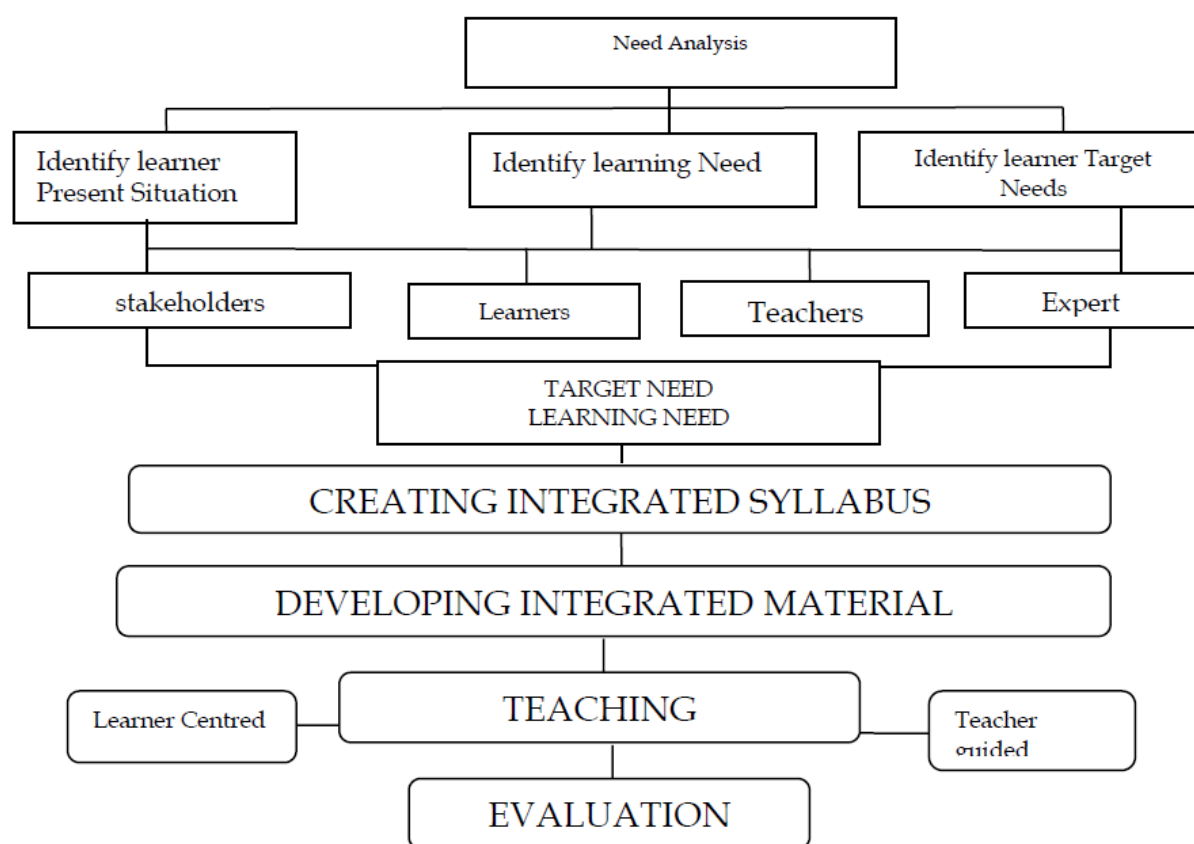 Need Analysis
Identify learner
Present Situation
Identify learning Need
Identify learner Target
Needs
stakeholders
Learners
Teachers
Expert
TARGET NEED
LEARNING NEED
CREATING INTEGRATED SYLLABUS
DEVELOPING INTEGRATED MATERIAL
Learner Centred
TEACHING
Teacher
guided
EVALUATION